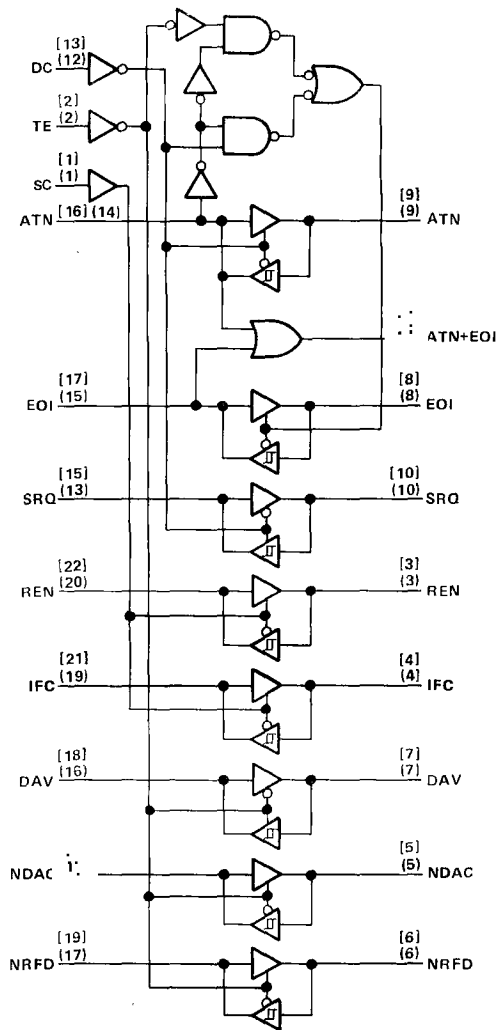 [13]
DC (12)
[2]
TE (2)
[1]
SC (1)
ATN [16] (14)
[9]
(9) ATN
ATN+EOI
[17]
EOI (15)
[8]
(8) EOI
[15]
SRQ (13)
[10]
(10) SRQ
[22]
REN (20)
[3]
(3) REN
[21]
IFC (19)
[4]
(4) IFC
[18]
DAV (16)
[7]
(7) DAV
NDAC
[5]
(5) NDAC
[19]
NRFD (17)
[6]
(6) NRFD